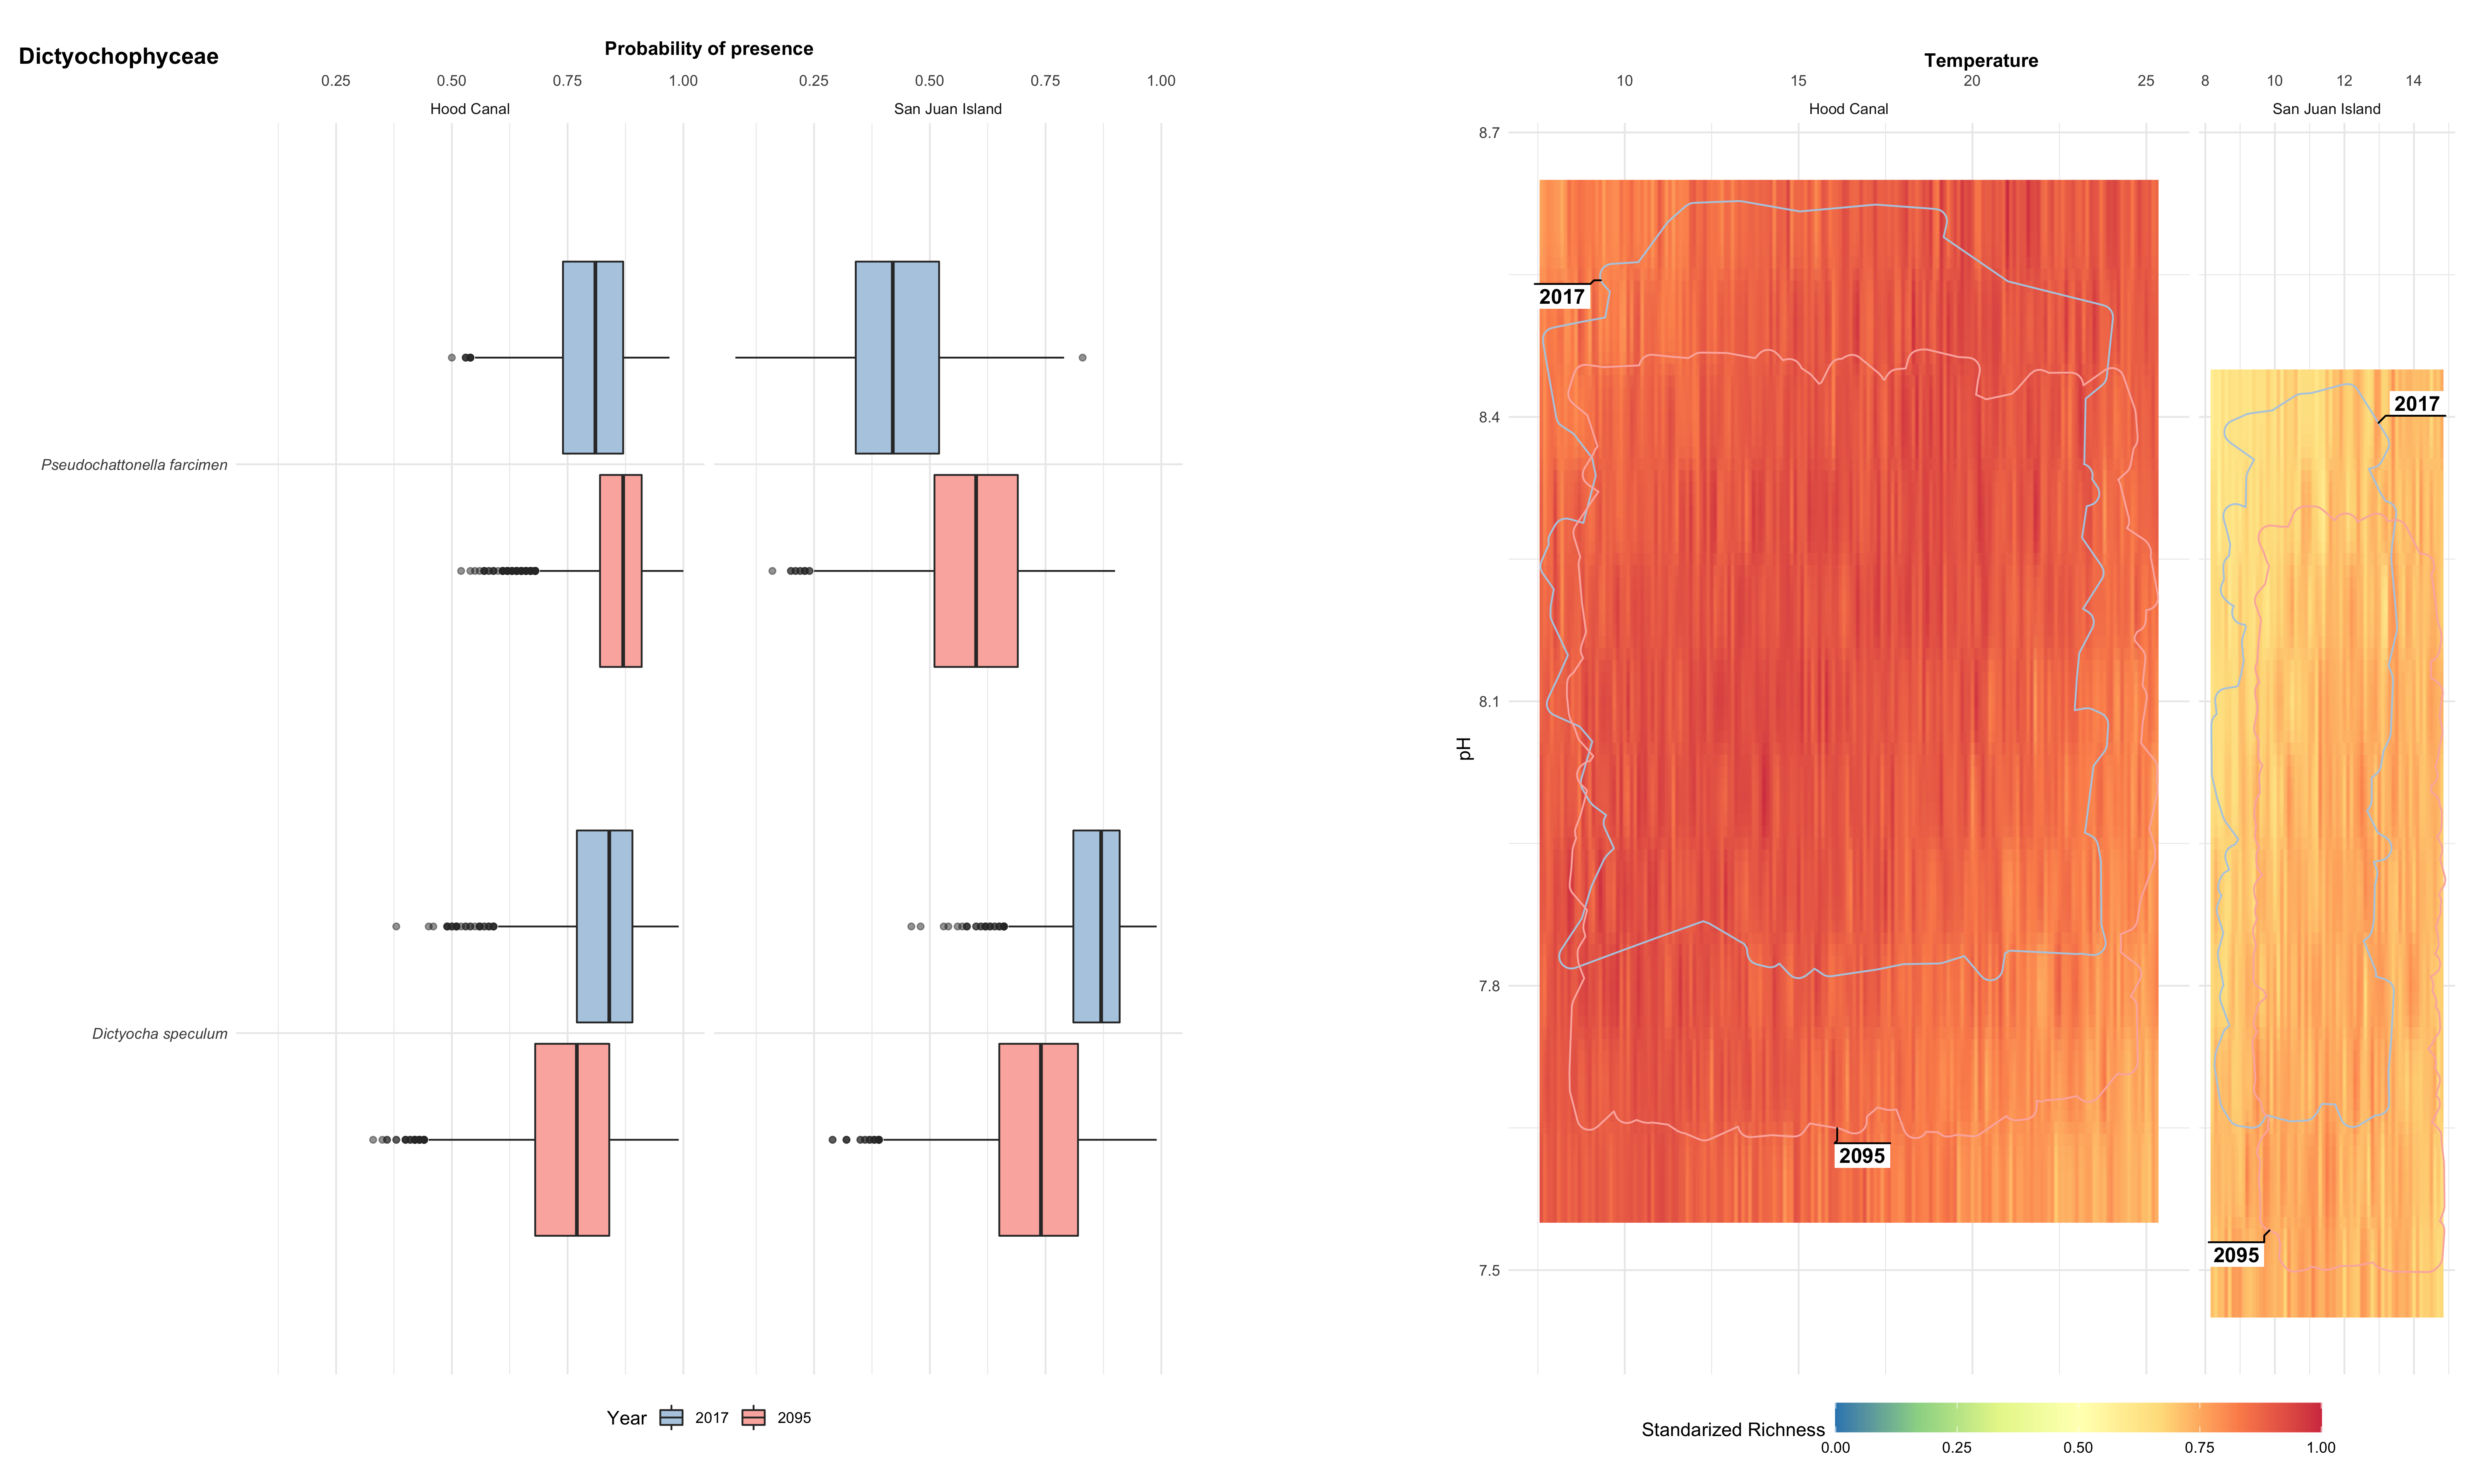 Dictyochophyceae
Probability of presence
0.25 0.50 0.75 1.00 0.25 0.50 0.75 1.00
Hood Canal San Juan Island
Pseudochattonella farcimen
Dictyocha speculum
Year 2017 2095
Temperature
10 15 20 25 8 10 12 14
Hood Canal San Juan Island
8.7
8.4
8.1
7.8
7.5
pH
2017
2095
2017
2095
Standarized Richness
0.00 0.25 0.50 0.75 1.00